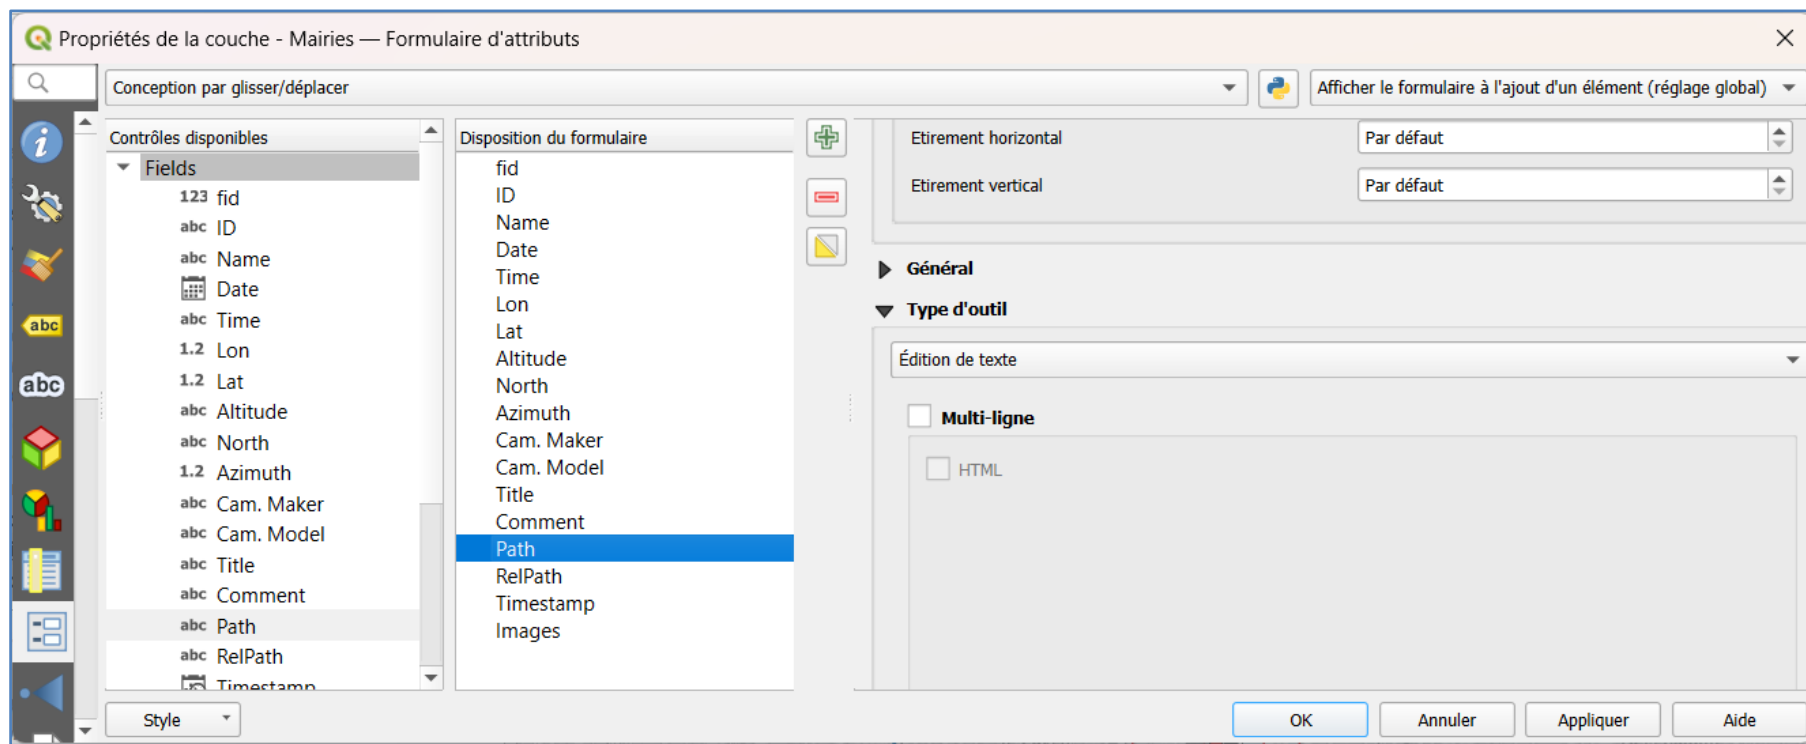 Propriétés de la couche - Mairies — Formulaire d'attributs
Conception par glisser/déplacer
Afficher le formulaire à l'ajout d'un élément (réglage global)
Contrôles disponibles
Fields
123 fid
abc ID
abc Name
Date
abc Time
1.2 Lon
1.2 Lat
abc Altitude
abc North
1.2 Azimuth
abc Cam. Maker
abc Cam. Model
abc Title
abc Comment
abc Path
abc RelPath
Timestamp
Disposition du formulaire
fid
ID
Name
Date
Time
Lon
Lat
Altitude
North
Azimuth
Cam. Maker
Cam. Model
Title
Comment
Path
RelPath
Timestamp
Images
Etirement horizontal
Par défaut
Etirement vertical
Par défaut
Général
Type d'outil
Édition de texte
Multi-ligne
HTML
abc
abc
Style
OK
Annuler
Appliquer
Aide